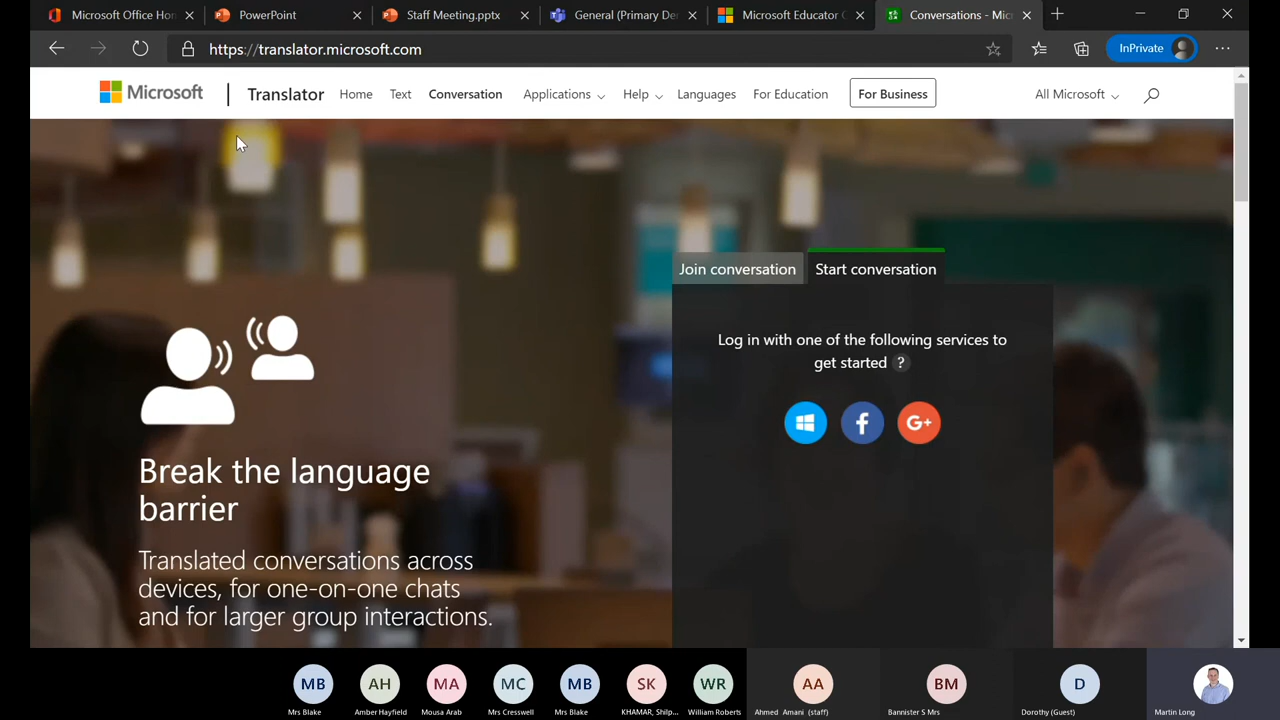 Microsoft Office Hon
PowerPoint
Staff Meeting.pptx
General (Primary De
Microsoft Educator C
Conversations - Mic
https://translator.microsoft.com
InPrivate
Microsoft
Translator
Home
Text
Conversation
Applications
Help
Languages
For Education
For Business
All Microsoft
Join conversation
Start conversation
Log in with one of the following services to
get started ?
f
G+
Break the language
barrier
Translated conversations across
devices, for one-on-one chats
and for larger group interactions.
MB
AH
MA
MC
MB
SK
WR
AA
BM
D
Mrs Blake
Amber Hayfield
Mousa Arab
Mrs Cresswell
Mrs Blake
KHAMAR, Shilp...
William Roberts
Ahmed Amani (staff)
Bannister S Mrs
Dorothy (Guest)
Martin Long